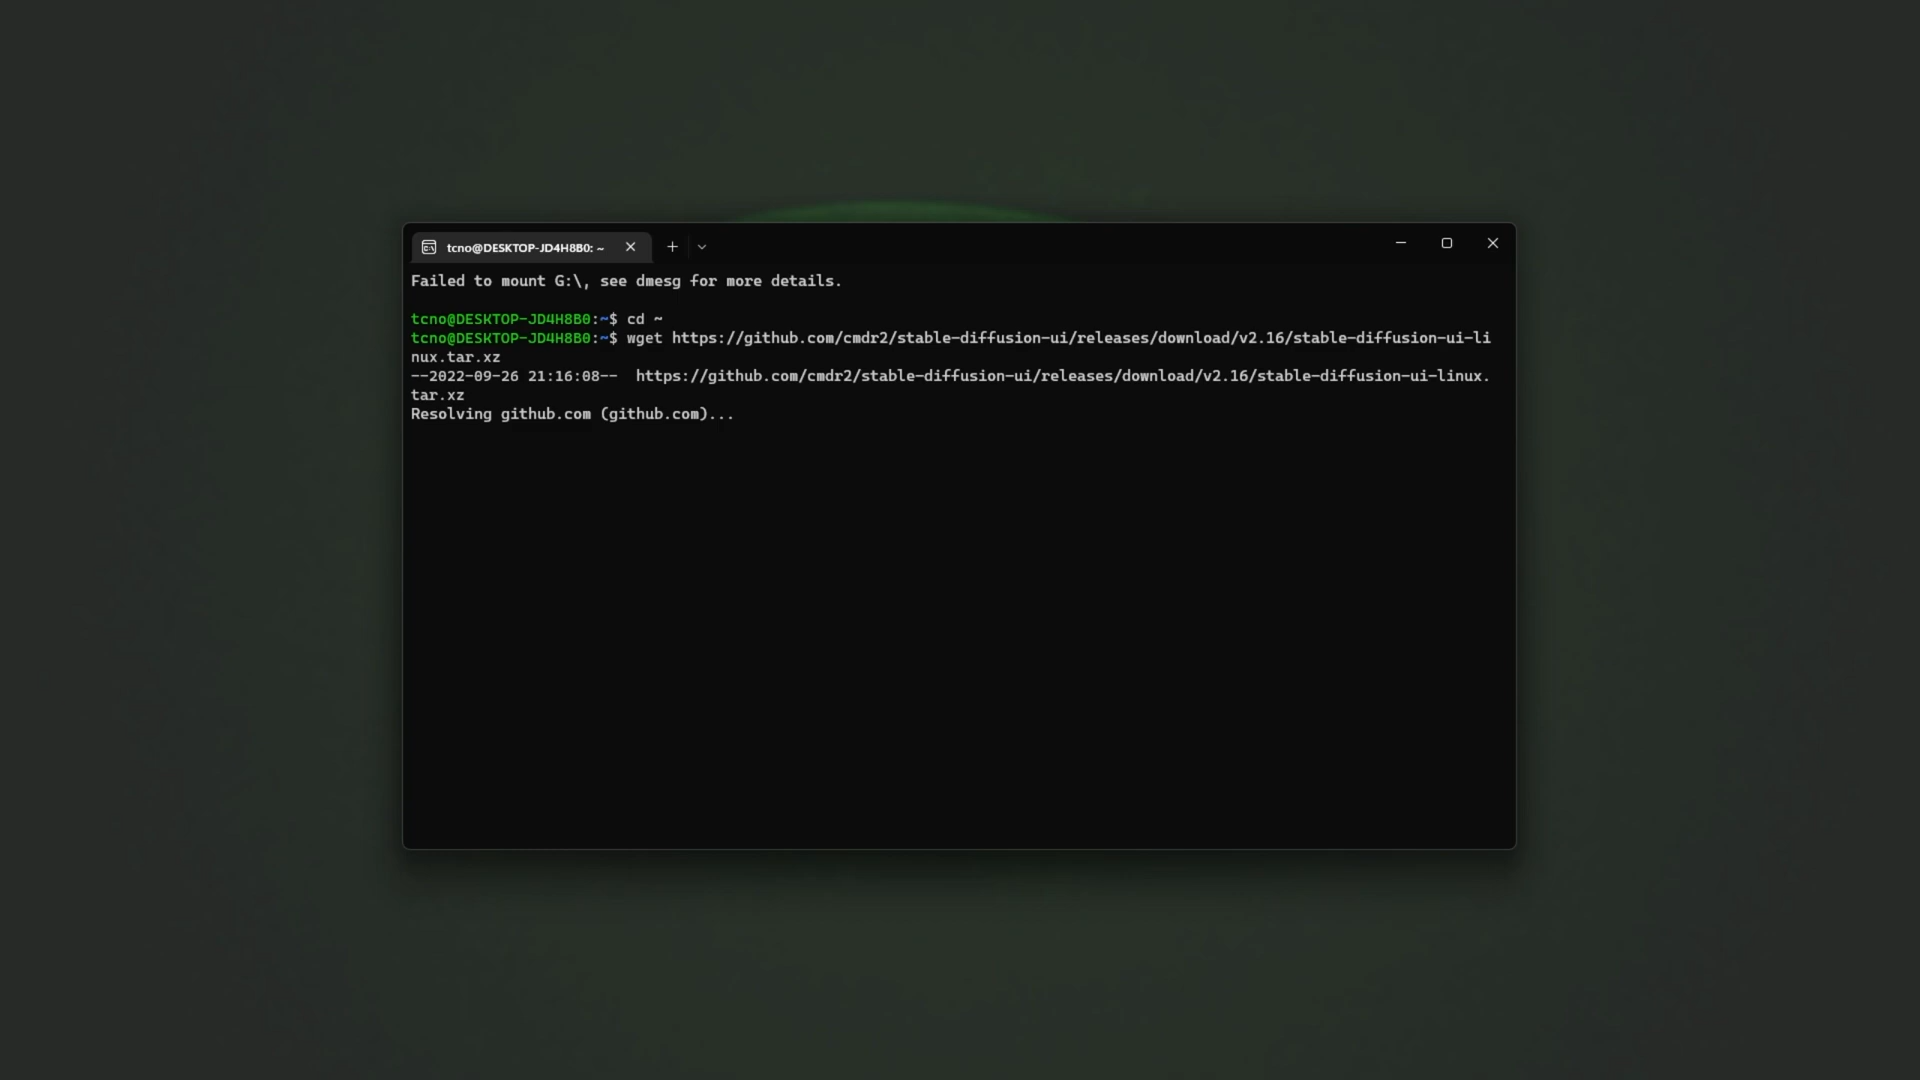 tcno@DESKTOP-JD4H8B0: ~
Failed to mount G:\, see dmesg for more details.
tcno@DESKTOP-JD4H8B0:~$ cd ~
tcno@DESKTOP-JD4H8B0:~$ wget https://github.com/cmdr2/stable-diffusion-ui/releases/download/v2.16/stable-diffusion-ui-li
nux.tar.xz
--2022-09-26 21:16:08--  https://github.com/cmdr2/stable-diffusion-ui/releases/download/v2.16/stable-diffusion-ui-linux.
tar.xz
Resolving github.com (github.com)...